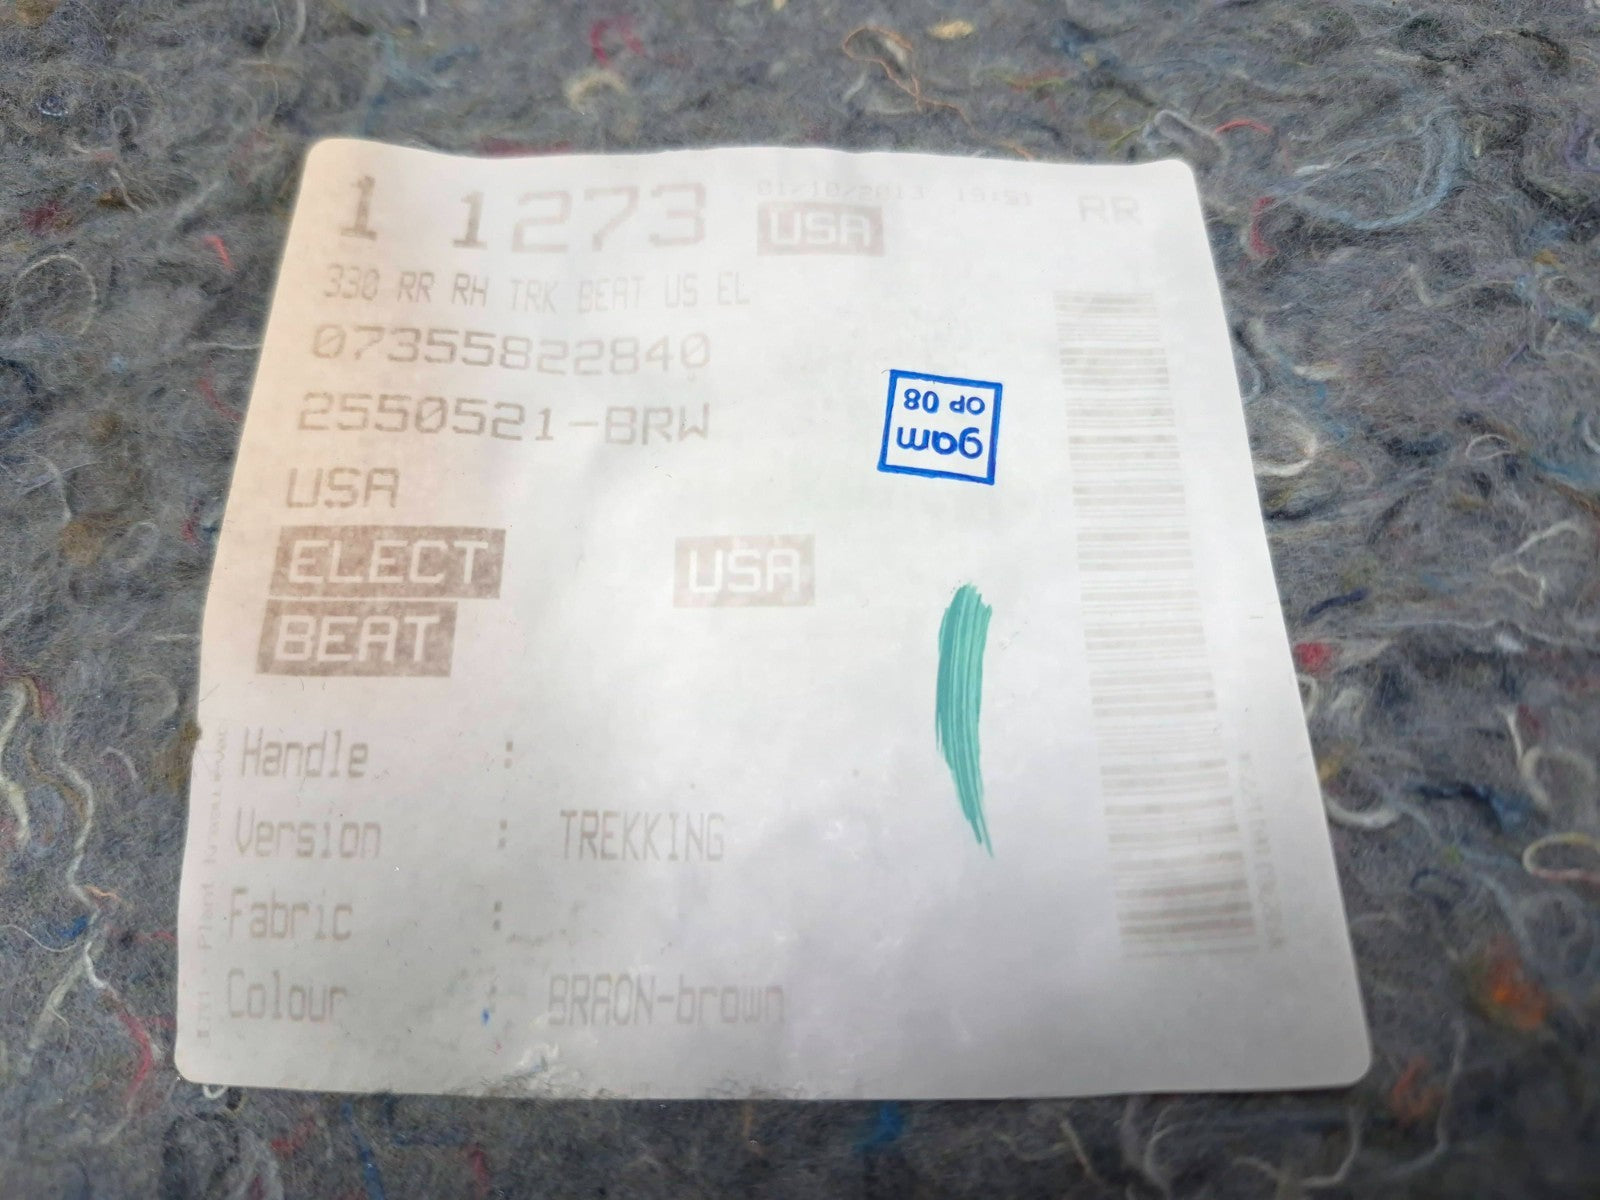 1 1273
01/10/2013 19:51
USA
RR
330 RR RH TRK BEAT US EL
07355822840
2550521-BRW
USA
ELECT
USA
BEAT
gam
OP 08
Handle :
Version : TREKKING
Fabric :
Colour : BRAON-brown